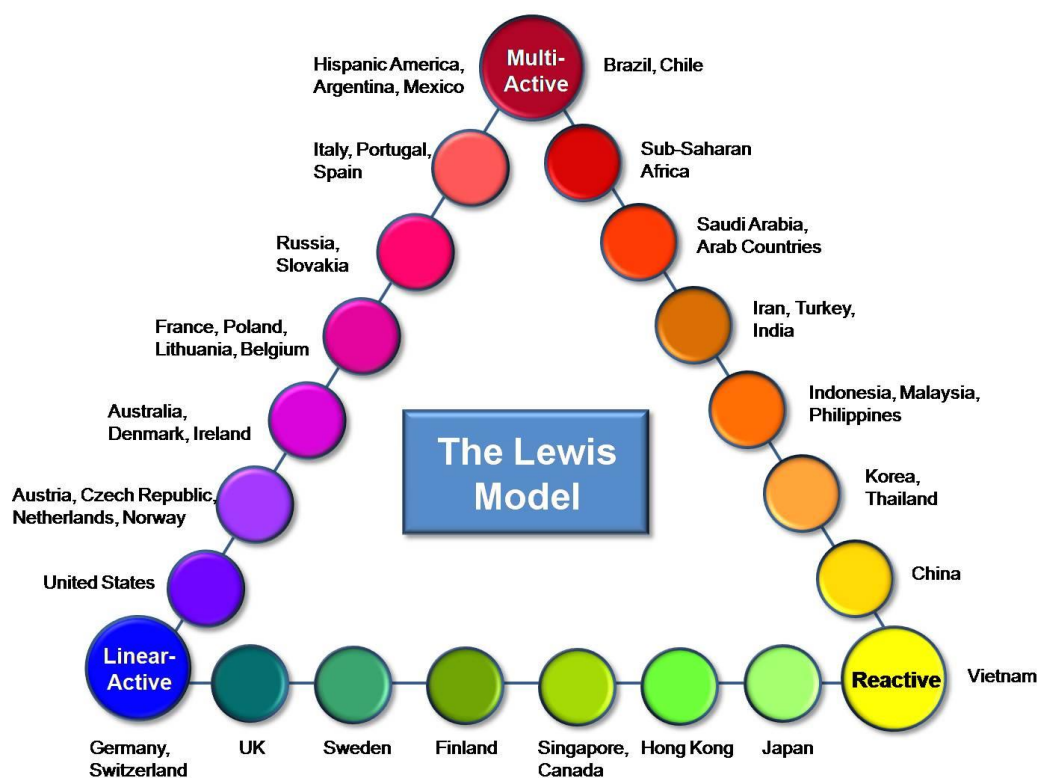 Hispanic America,
Argentina, Mexico
Multi-
Active
Brazil, Chile
Italy, Portugal,
Spain
Sub-Saharan
Africa
Russia,
Slovakia
Saudi Arabia,
Arab Countries
France, Poland,
Lithuania, Belgium
Iran, Turkey,
India
Australia,
Denmark, Ireland
Indonesia, Malaysia,
Philippines
The Lewis
Model
Austria, Czech Republic,
Netherlands, Norway
Korea,
Thailand
United States
China
Linear-
Active
Reactive
Vietnam
Germany,
Switzerland
UK
Sweden
Finland
Singapore,
Canada
Hong Kong
Japan